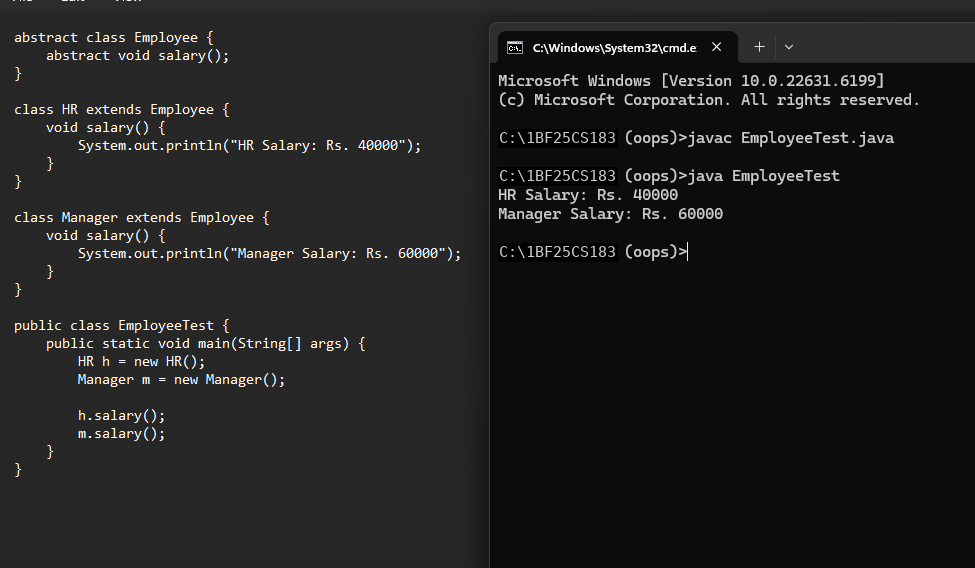 abstract class Employee {
    abstract void salary();
}
class HR extends Employee {
    void salary() {
        System.out.println("HR Salary: Rs. 40000");
    }
}
class Manager extends Employee {
    void salary() {
        System.out.println("Manager Salary: Rs. 60000");
    }
}
public class EmployeeTest {
    public static void main(String[] args) {
        HR h = new HR();
        Manager m = new Manager();
        h.salary();
        m.salary();
    }
}
C:\Windows\System32\cmd.e
Microsoft Windows [Version 10.0.22631.6199]
(c) Microsoft Corporation. All rights reserved.
C:\1BF25CS183 (oops)>javac EmployeeTest.java
C:\1BF25CS183 (oops)>java EmployeeTest
HR Salary: Rs. 40000
Manager Salary: Rs. 60000
C:\1BF25CS183 (oops)>